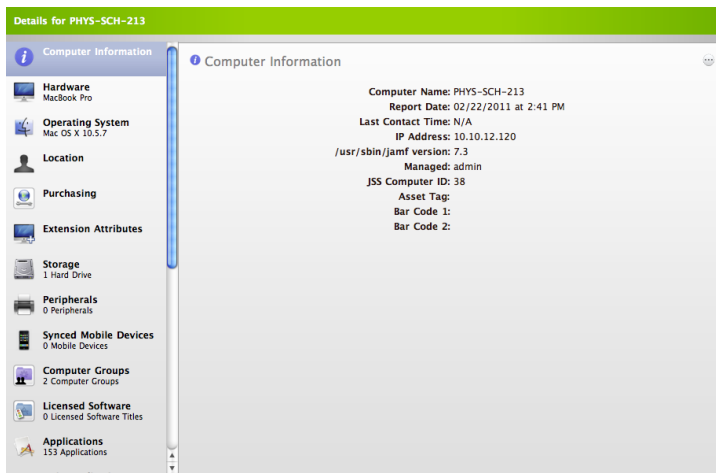 Details for PHYS-SCH-213
Computer Information
Hardware
MacBook Pro
Operating System
Mac OS X 10.5.7
Location
Purchasing
Extension Attributes
Storage
1 Hard Drive
Peripherals
0 Peripherals
Synced Mobile Devices
0 Mobile Devices
Computer Groups
2 Computer Groups
Licensed Software
0 Licensed Software Titles
Applications
153 Applications
Computer Information
Computer Name: PHYS-SCH-213
Report Date: 02/22/2011 at 2:41 PM
Last Contact Time: N/A
IP Address: 10.10.12.120
/usr/sbin/jamf version: 7.3
Managed: admin
JSS Computer ID: 38
Asset Tag:
Bar Code 1:
Bar Code 2: